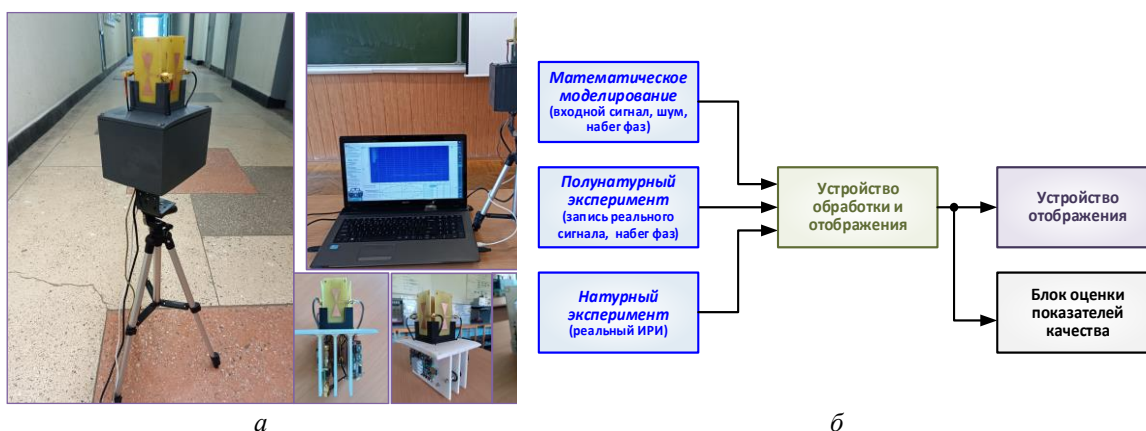 Математическое
моделирование
(входной сигнал, шум,
набег фаз)
Полунатурный
эксперимент
(запись реального
сигнала, набег фаз)
Натурный
эксперимент
(реальный ИРИ)
Устройство
обработки и
отображения
Устройство
отображения
Блок оценки
показателей
качества
а
б